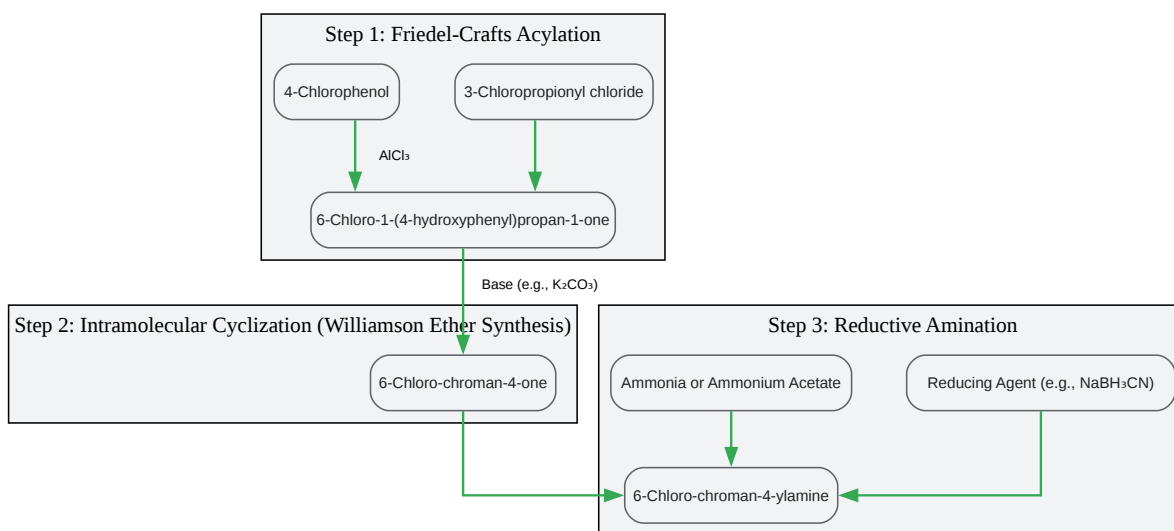 Step 1: Friedel-Crafts Acylation
4-Chlorophenol
3-Chloropropionyl chloride
AlCl₃
6-Chloro-1-(4-hydroxyphenyl)propan-1-one
Base (e.g., K₂CO₃)
Step 2: Intramolecular Cyclization (Williamson Ether Synthesis)
6-Chloro-chroman-4-one
Step 3: Reductive Amination
Ammonia or Ammonium Acetate
Reducing Agent (e.g., NaBH₃CN)
6-Chloro-chroman-4-ylamine